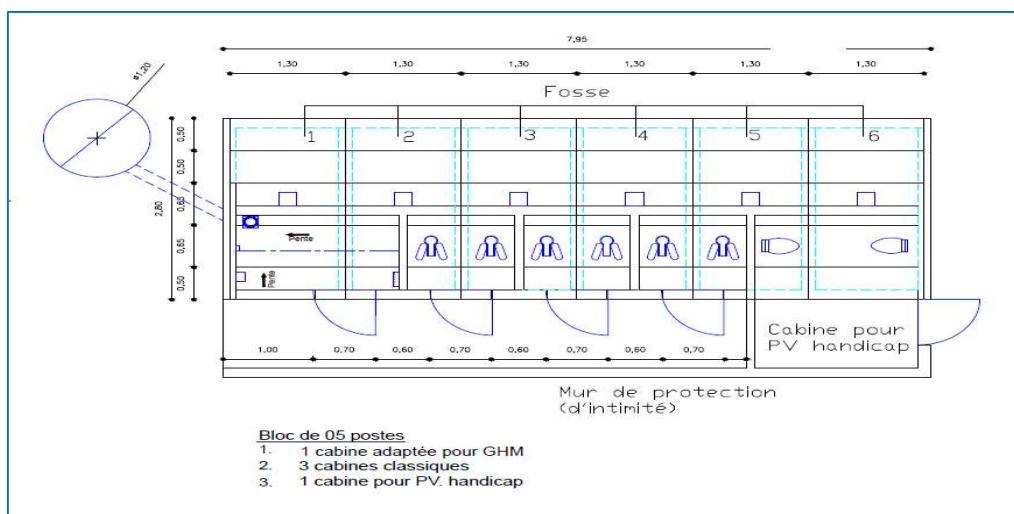 7,95
1,30 1,30 1,30 1,30 1,30 1,30
ø1,20
Fosse
1 2 3 4 5 6
0,50
0,50
0,65
2,80
0,65
0,50
Pente
Pente
Cabine pour
PV handicap
1,00 0,70 0,60 0,70 0,60 0,70 0,60 0,70
Mur de protection
(d'intimité)
Bloc de 05 postes
1. 1 cabine adaptée pour GHM
2. 3 cabines classiques
3. 1 cabine pour PV. handicap